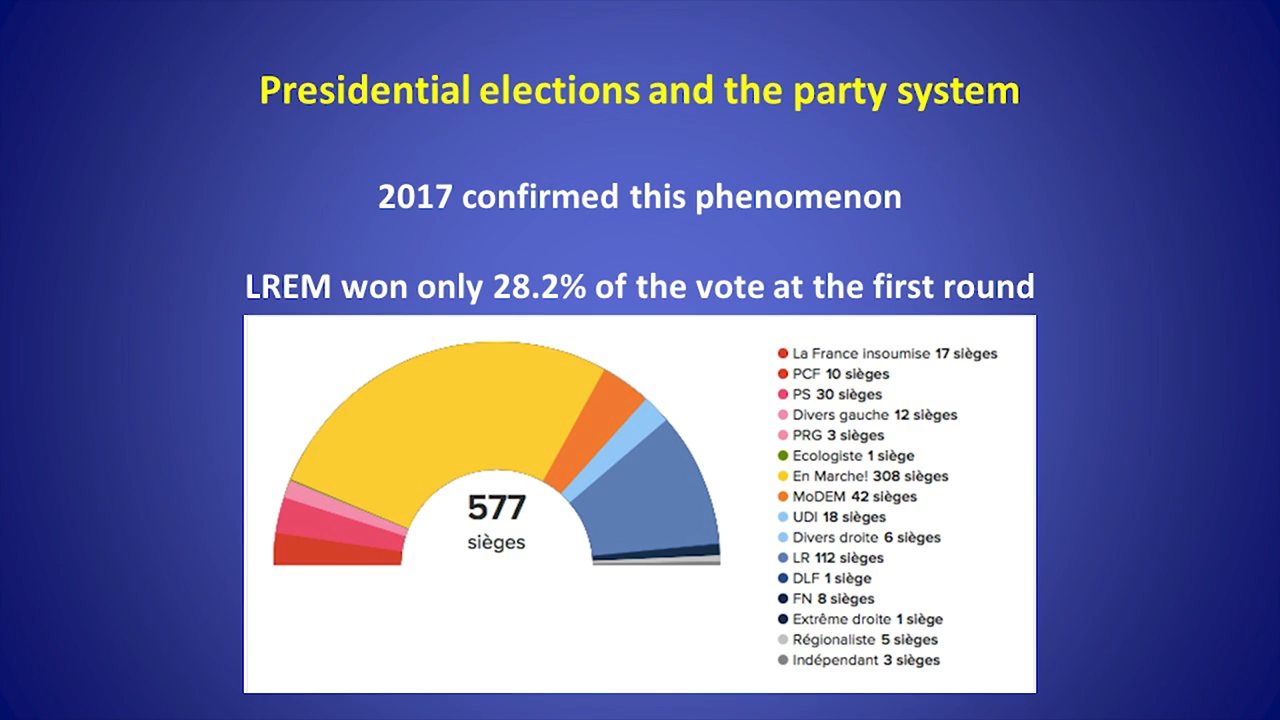 Presidential elections and the party system
2017 confirmed this phenomenon
LREM won only 28.2% of the vote at the first round
577
sièges
La France insoumise 17 sièges
PCF 10 sièges
PS 30 sièges
Divers gauche 12 sièges
PRG 3 sièges
Ecologiste 1 siège
En Marche! 308 sièges
MoDEM 42 sièges
UDI 18 sièges
Divers droite 6 sièges
LR 112 sièges
DLF 1 siège
FN 8 sièges
Extrême droite 1 siège
Régionaliste 5 sièges
Indépendant 3 sièges